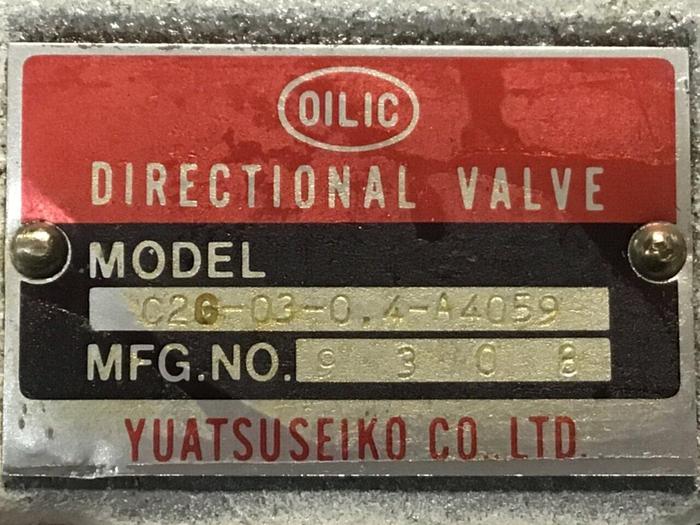 OILIC
DIRECTIONAL VALVE
MODEL
C2G-03-0.4-A4059
MFG.NO. 9 3 0 8
YUATSUSEIKO CO., LTD.